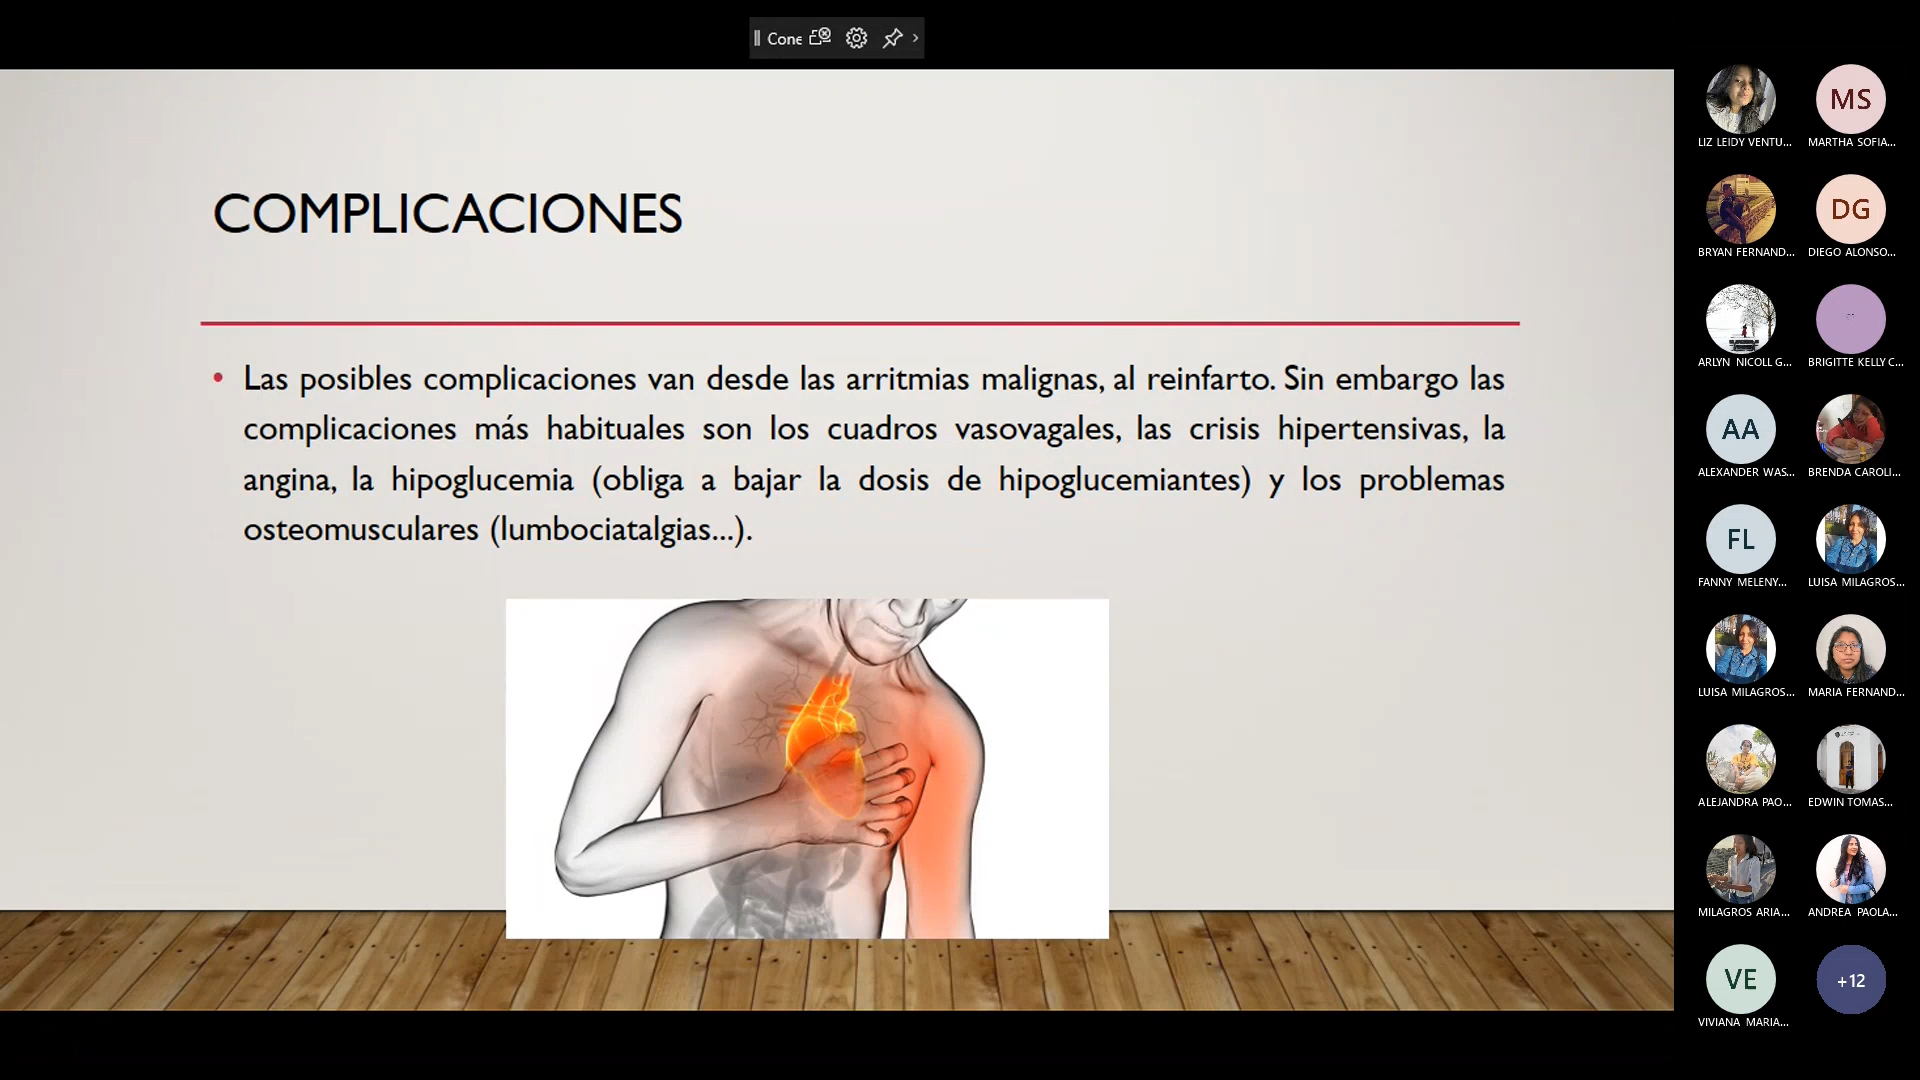 Cone
COMPLICACIONES
• Las posibles complicaciones van desde las arritmias malignas, al reinfarto. Sin embargo las
complicaciones más habituales son los cuadros vasovagales, las crisis hipertensivas, la
angina, la hipoglucemia (obliga a bajar la dosis de hipoglucemiantes) y los problemas
osteomusculares (lumbociatalgias...).
LIZ LEIDY VENTU...
MS
MARTHA SOFIA...
BRYAN FERNAND...
DG
DIEGO ALONSO...
ARLYN NICOLL G...
BRIGITTE KELLY C...
AA
ALEXANDER WAS...
BRENDA CAROLI...
FL
FANNY MELENY...
LUISA MILAGROS...
LUISA MILAGROS...
MARIA FERNAND...
ALEJANDRA PAO...
EDWIN TOMAS...
MILAGROS ARIA...
ANDREA PAOLA...
VE
VIVIANA MARIA...
+12